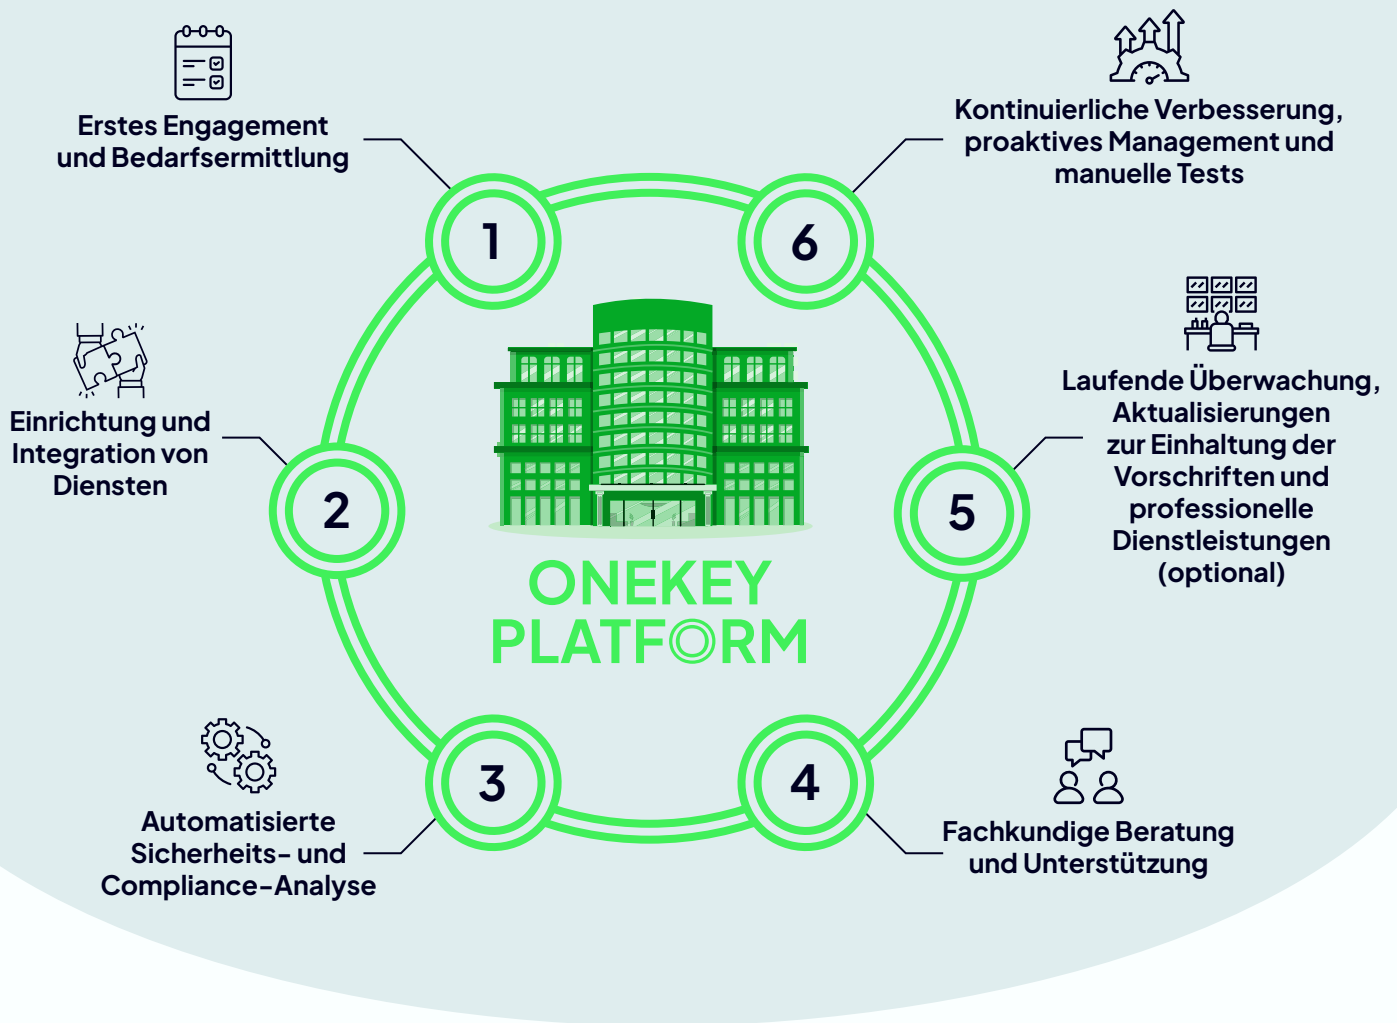 Erstes Engagement
und Bedarfsermittlung
1
Einrichtung und
Integration von
Diensten
2
Automatisierte
Sicherheits- und
Compliance-Analyse
3
Fachkundige Beratung
und Unterstützung
4
Laufende Überwachung,
Aktualisierungen
zur Einhaltung der
Vorschriften und
professionelle
Dienstleistungen
(optional)
5
Kontinuierliche Verbesserung,
proaktives Management und
manuelle Tests
6
ONEKEY
PLATFORM